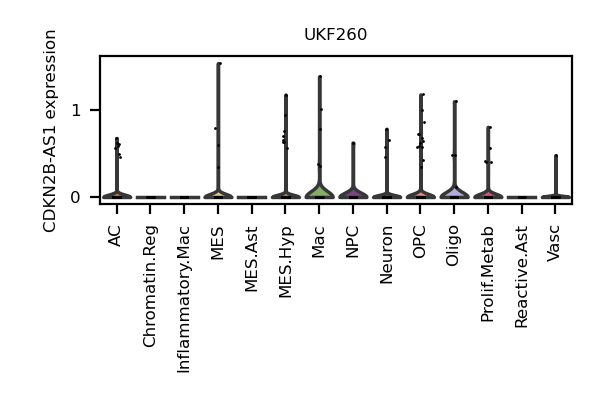 UKF260
CDKN2B-AS1 expression
1
0
AC
Chromatin.Reg
Inflammatory.Mac
MES
MES.Ast
MES.Hyp
Mac
NPC
Neuron
OPC
Oligo
Prolif.Metab
Reactive.Ast
Vasc